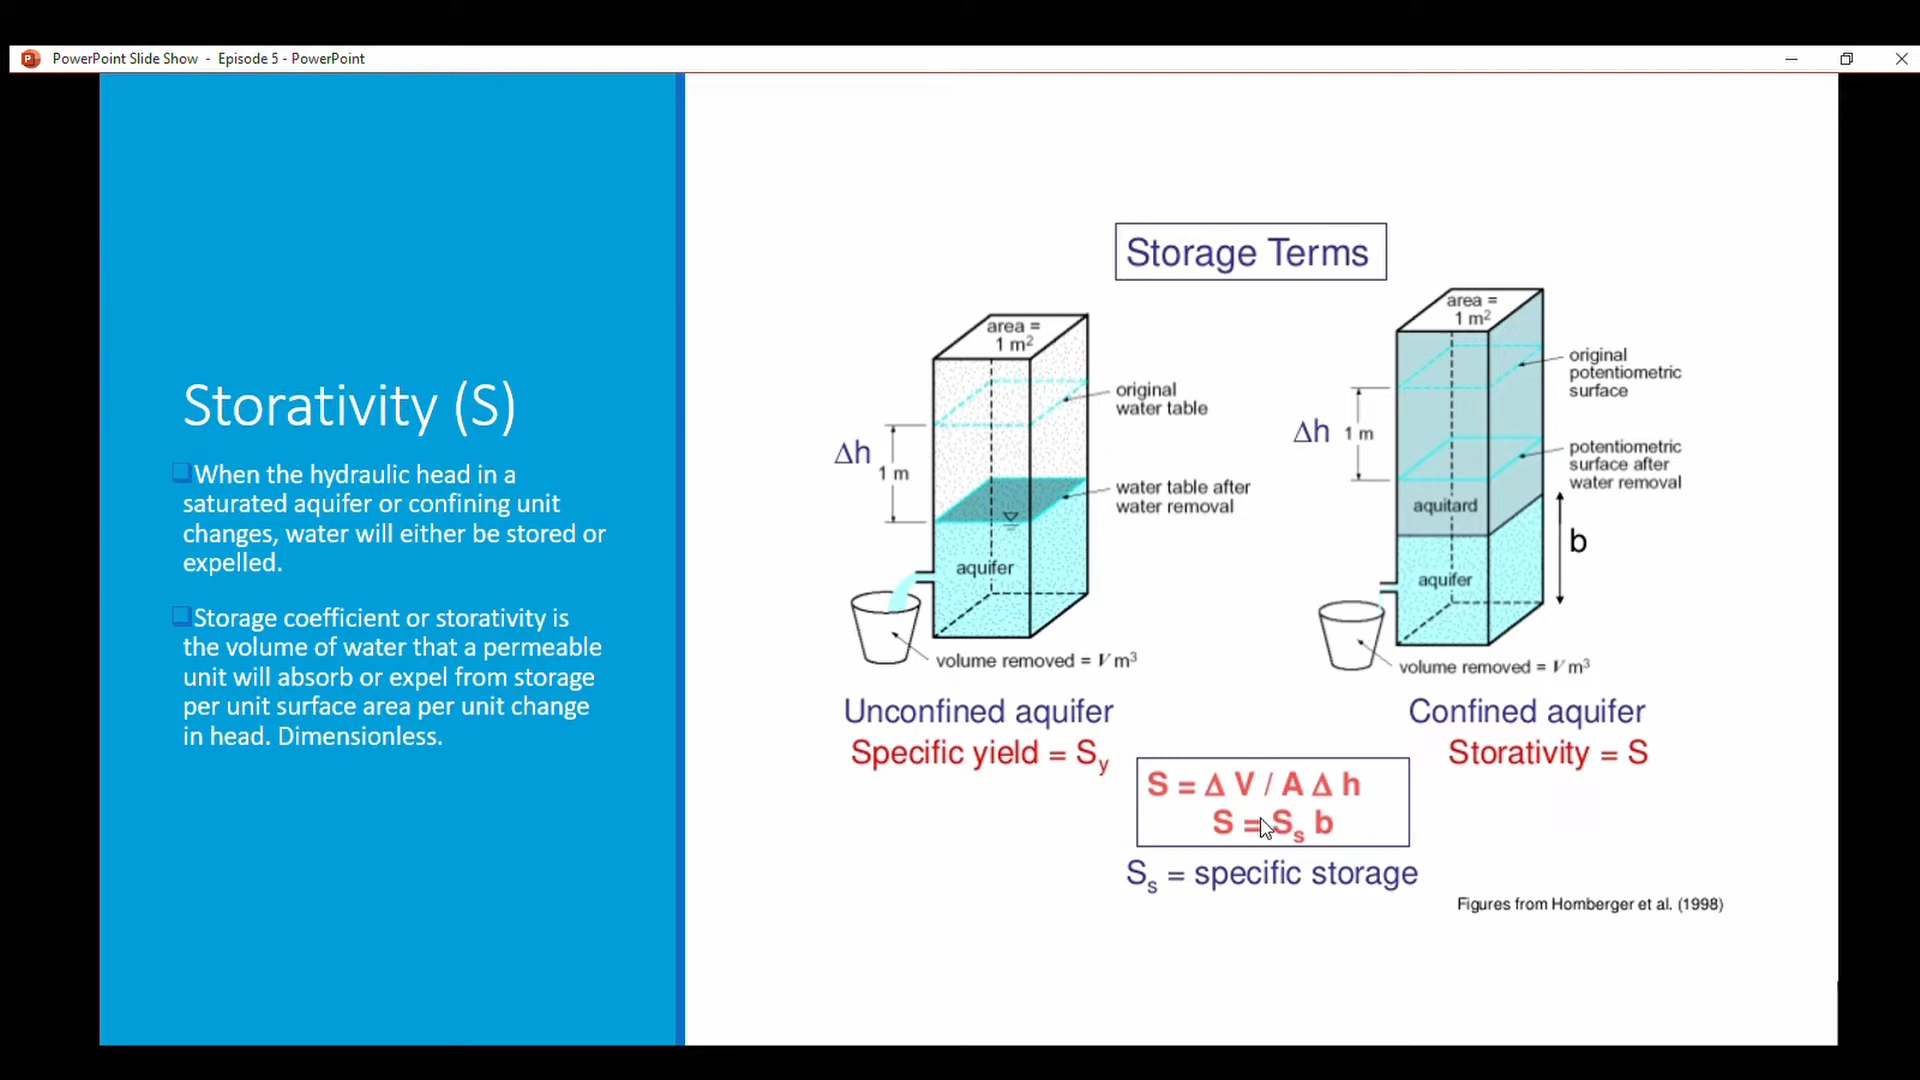 PowerPoint Slide Show - Episode 5 - PowerPoint
Storativity (S)
When the hydraulic head in a
saturated aquifer or confining unit
changes, water will either be stored or
expelled.
Storage coefficient or storativity is
the volume of water that a permeable
unit will absorb or expel from storage
per unit surface area per unit change
in head. Dimensionless.
Storage Terms
area =
1 m²
original
water table
Δh
1 m
water table after
water removal
aquifer
volume removed = V m³
Unconfined aquifer
Specific yield = Sy
area =
1 m²
original
potentiometric
surface
Δh
1 m
potentiometric
surface after
water removal
aquitard
b
aquifer
volume removed = V m³
Confined aquifer
Storativity = S
S = Δ V / A Δ h
S = Ss b
Ss = specific storage
Figures from Hornberger et al. (1998)